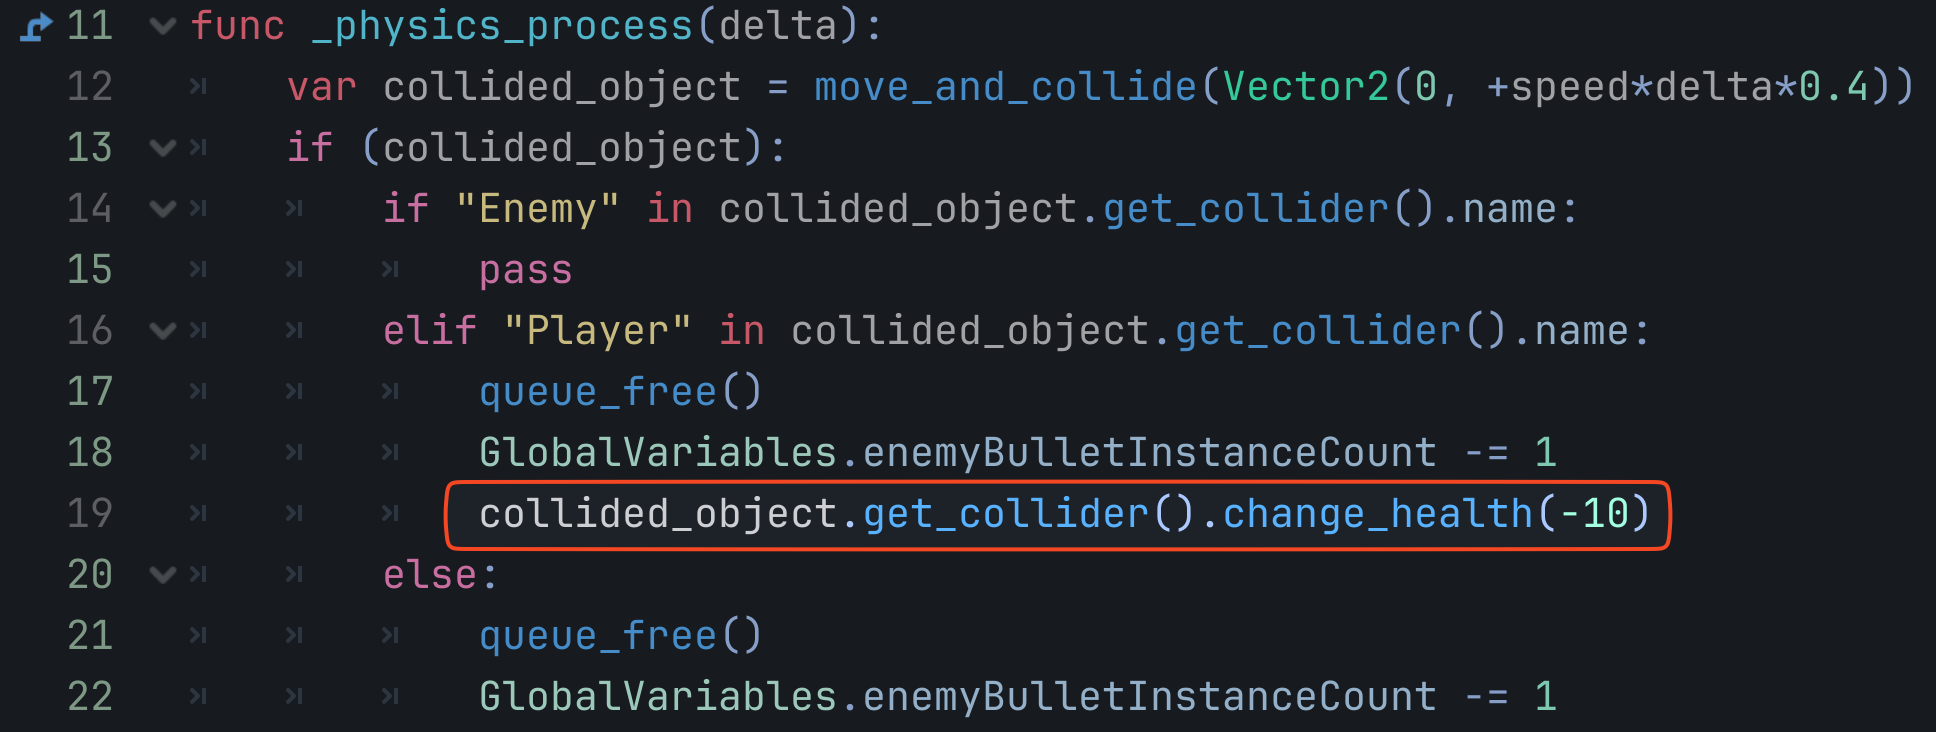 11 func _physics_process(delta):
12 var collided_object = move_and_collide(Vector2(0, +speed*delta*0.4))
13 if (collided_object):
14 if "Enemy" in collided_object.get_collider().name:
15 pass
16 elif "Player" in collided_object.get_collider().name:
17 queue_free()
18 GlobalVariables.enemyBulletInstanceCount -= 1
19 collided_object.get_collider().change_health(-10)
20 else:
21 queue_free()
22 GlobalVariables.enemyBulletInstanceCount -= 1